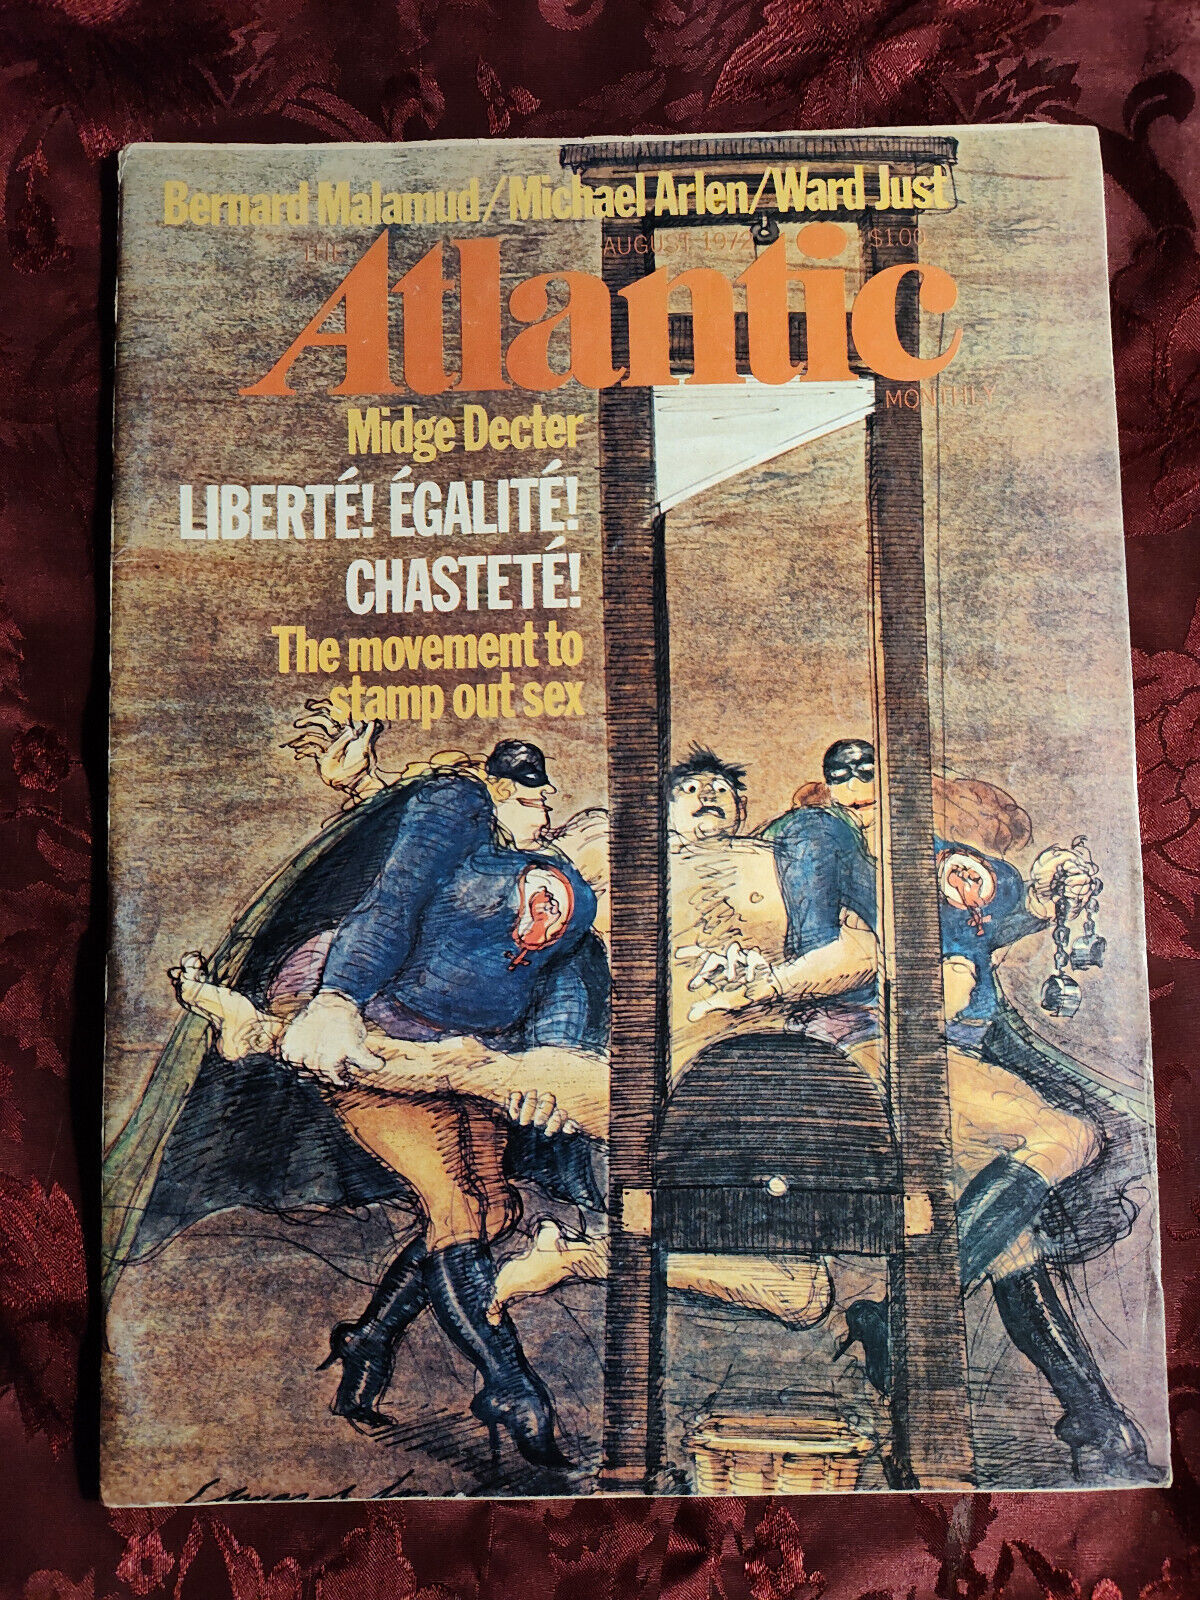 Bernard Malamud/Michael Arlen/Ward Just
THE AUGUST 1972 $1.00
Atlantic
MONTHLY
Midge Decter
LIBERTÉ! ÉGALITÉ!
CHASTETÉ!
The movement to
stamp out sex